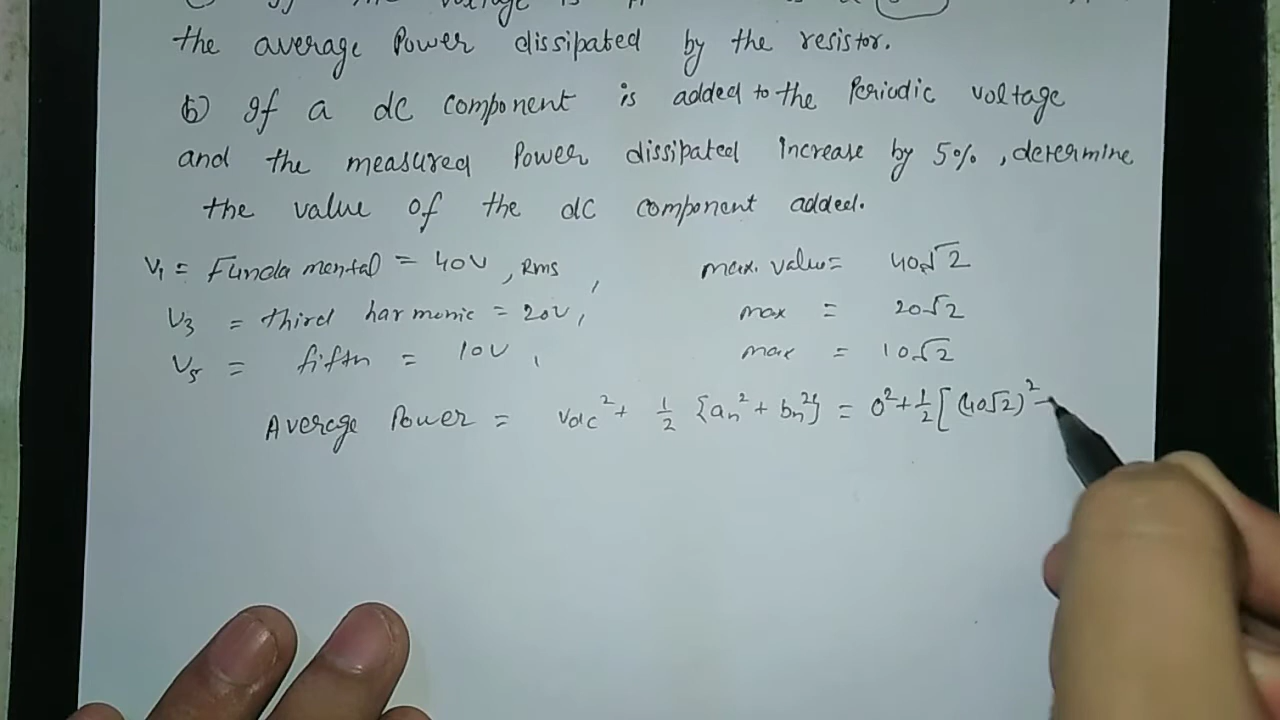 voltage is
the average Power dissipated by the resistor.
(b) If a dc component is added to the Periodic voltage
and the measured Power dissipated increase by 5%, determine
the value of the dc component added.
V1 = Fundamental = 40V, RMS, max. value = 40√2
V3 = third harmonic = 20V, max = 20√2
V5 = fifth = 10V, max = 10√2
Average Power = Vdc² + 1/2 {an² + bn²} = 0² + 1/2 [(40√2)² -